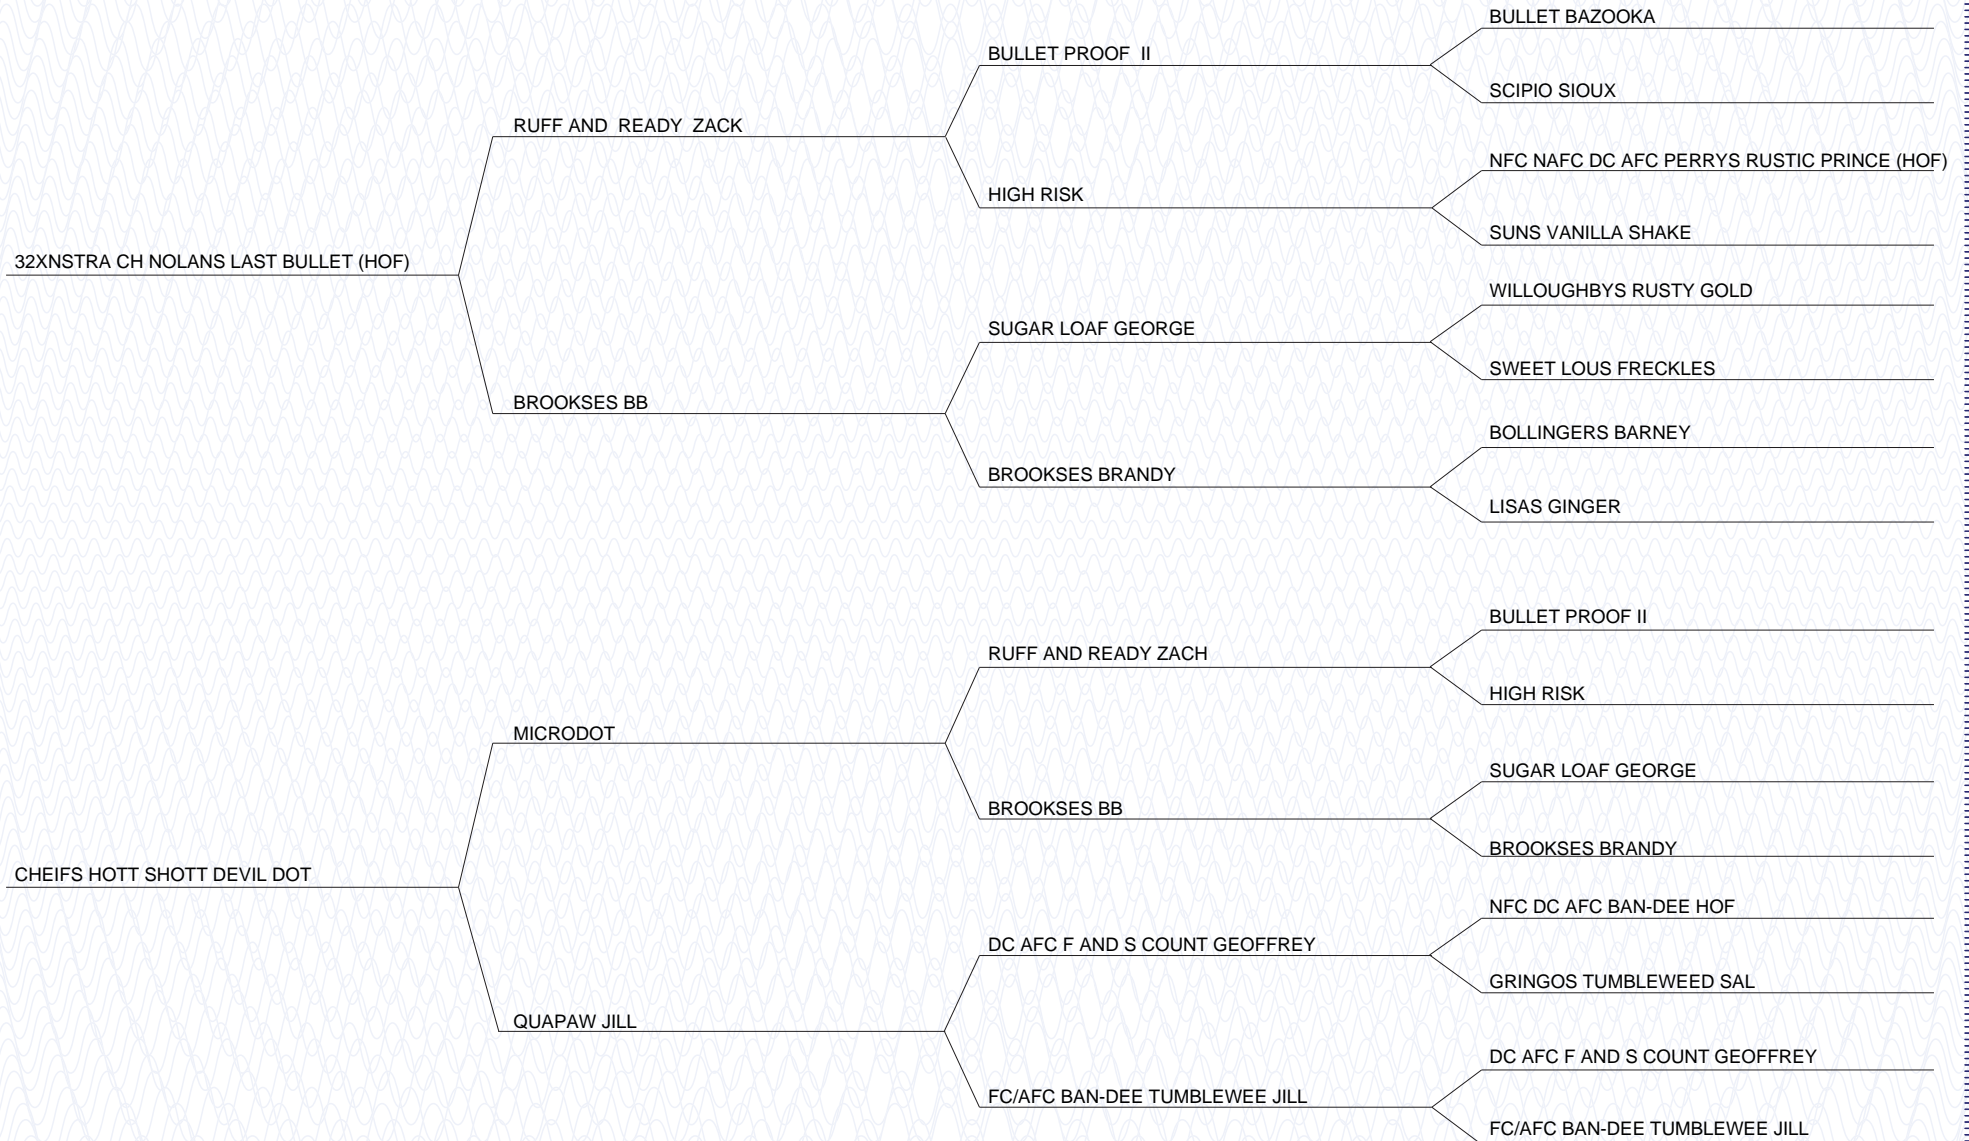 BULLET BAZOOKA
BULLET PROOF  II
SCIPIO SIOUX
RUFF AND  READY  ZACK
NFC NAFC DC AFC PERRYS RUSTIC PRINCE (HOF)
HIGH RISK
SUNS VANILLA SHAKE
32XNSTRA CH NOLANS LAST BULLET (HOF)
WILLOUGHBYS RUSTY GOLD
SUGAR LOAF GEORGE
SWEET LOUS FRECKLES
BROOKSES BB
BOLLINGERS BARNEY
BROOKSES BRANDY
LISAS GINGER
BULLET PROOF II
RUFF AND READY ZACH
HIGH RISK
MICRODOT
SUGAR LOAF GEORGE
BROOKSES BB
BROOKSES BRANDY
CHEIFS HOTT SHOTT DEVIL DOT
NFC DC AFC BAN-DEE HOF
DC AFC F AND S COUNT GEOFFREY
GRINGOS TUMBLEWEED SAL
QUAPAW JILL
DC AFC F AND S COUNT GEOFFREY
FC/AFC BAN-DEE TUMBLEWEE JILL
FC/AFC BAN-DEE TUMBLEWEE JILL